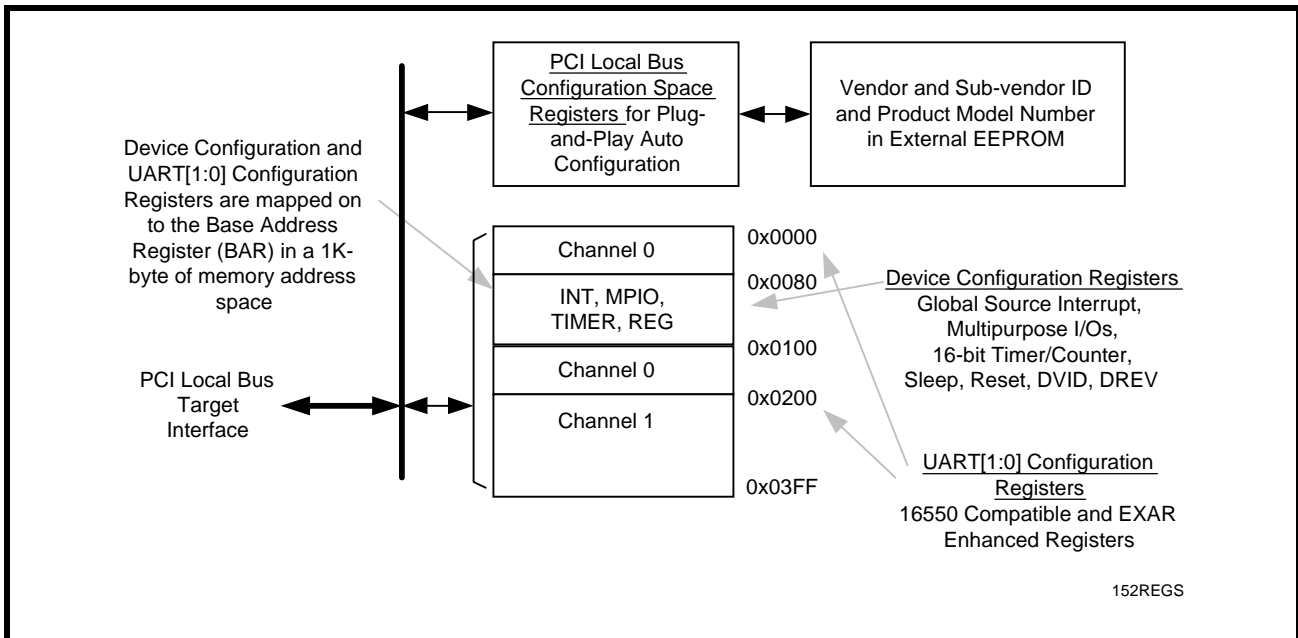 PCI Local Bus
Configuration Space
Registers for Plug-
and-Play Auto
Configuration
Vendor and Sub-vendor ID
and Product Model Number
in External EEPROM
Device Configuration and
UART[1:0] Configuration
Registers are mapped on
to the Base Address
Register (BAR) in a 1K-
byte of memory address
space
Channel 0
0x0000
INT, MPIO,
TIMER, REG
0x0080
Channel 0
0x0100
Channel 1
0x0200
0x03FF
Device Configuration Registers
Global Source Interrupt,
Multipurpose I/Os,
16-bit Timer/Counter,
Sleep, Reset, DVID, DREV
PCI Local Bus
Target
Interface
UART[1:0] Configuration
Registers
16550 Compatible and EXAR
Enhanced Registers
152REGS